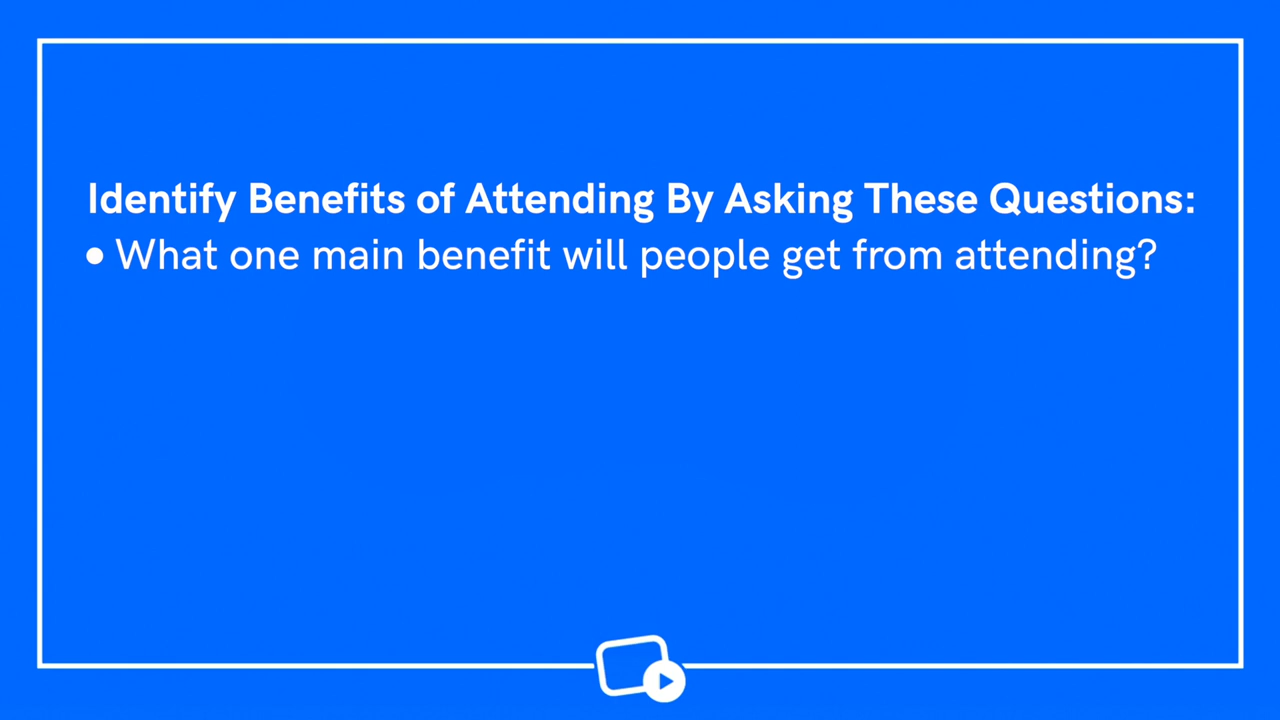 Identify Benefits of Attending By Asking These Questions:
● What one main benefit will people get from attending?